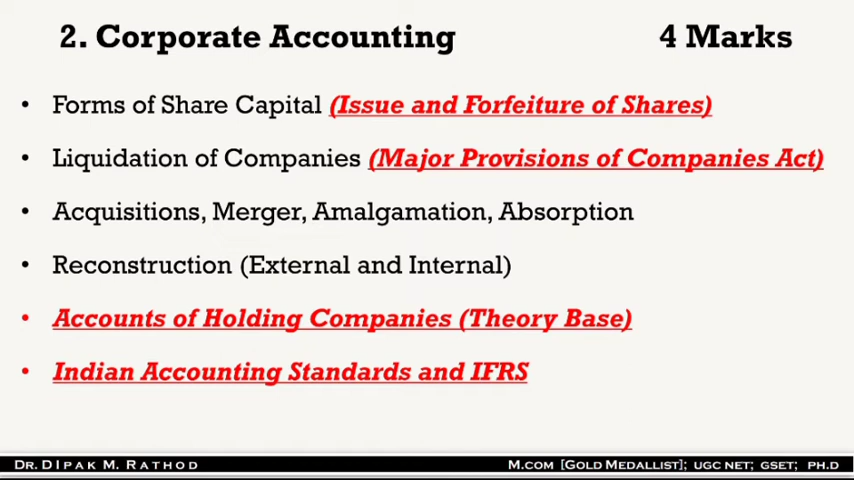 2. Corporate Accounting 4 Marks
• Forms of Share Capital (Issue and Forfeiture of Shares)
• Liquidation of Companies (Major Provisions of Companies Act)
• Acquisitions, Merger, Amalgamation, Absorption
• Reconstruction (External and Internal)
• Accounts of Holding Companies (Theory Base)
• Indian Accounting Standards and IFRS
DR. DIPAK M. RATHOD M.COM [GOLD MEDALLIST]; UGC NET; GSET; PH.D